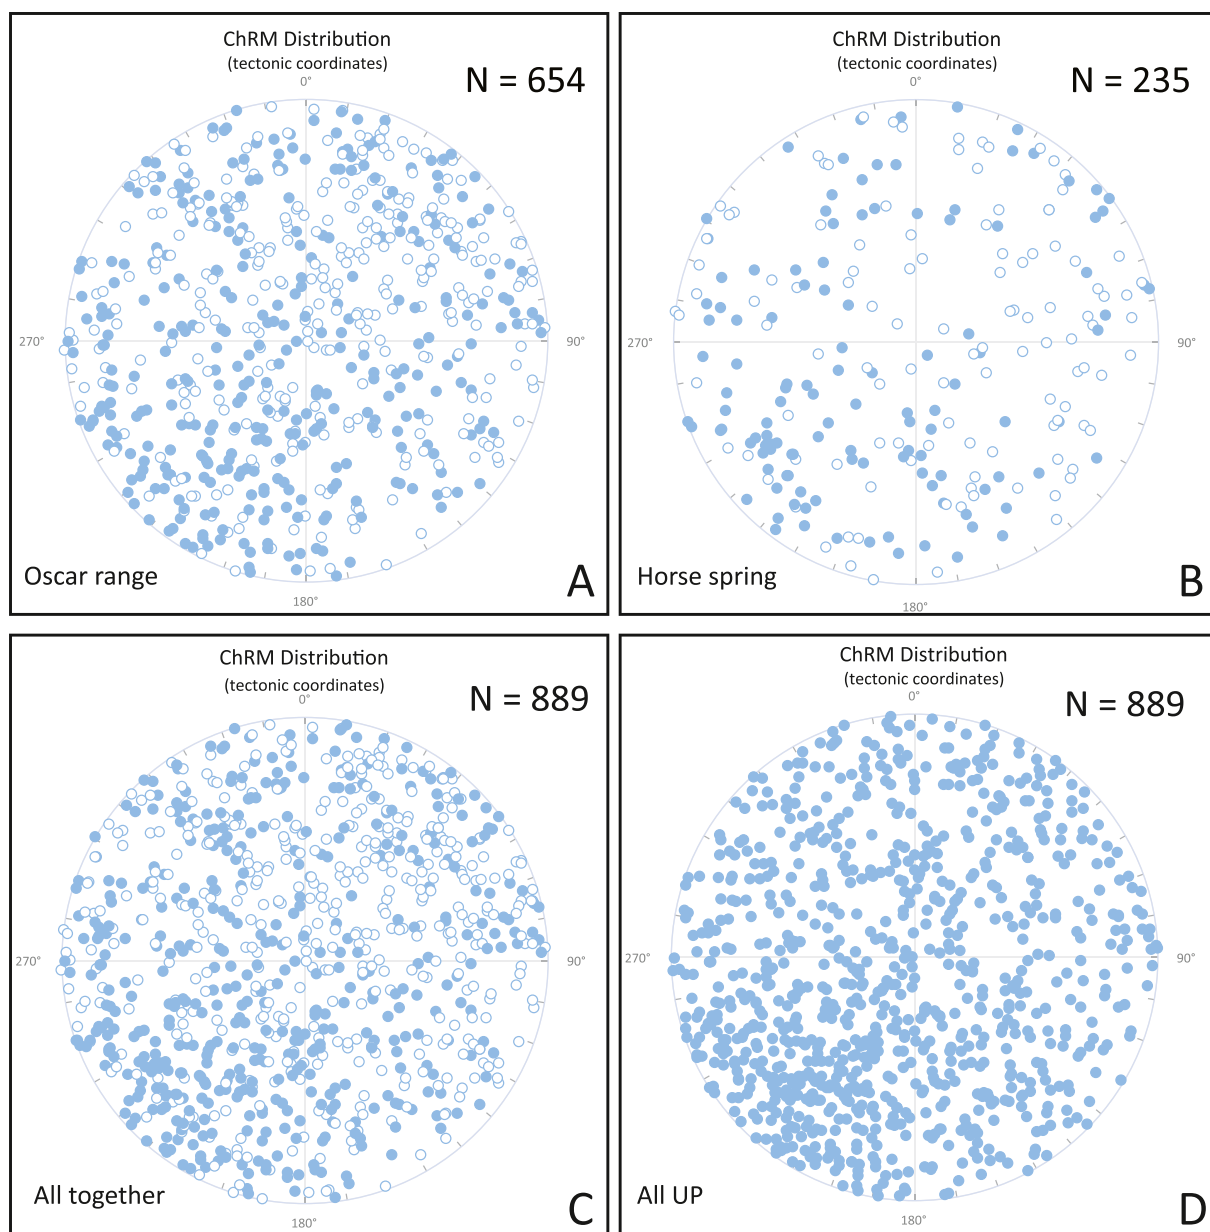 ChRM Distribution
(tectonic coordinates)
N = 654
0°
270°
90°
180°
Oscar range
A
ChRM Distribution
(tectonic coordinates)
N = 235
0°
270°
90°
180°
Horse spring
B
ChRM Distribution
(tectonic coordinates)
N = 889
0°
270°
90°
180°
All together
C
ChRM Distribution
(tectonic coordinates)
N = 889
0°
270°
90°
180°
All UP
D